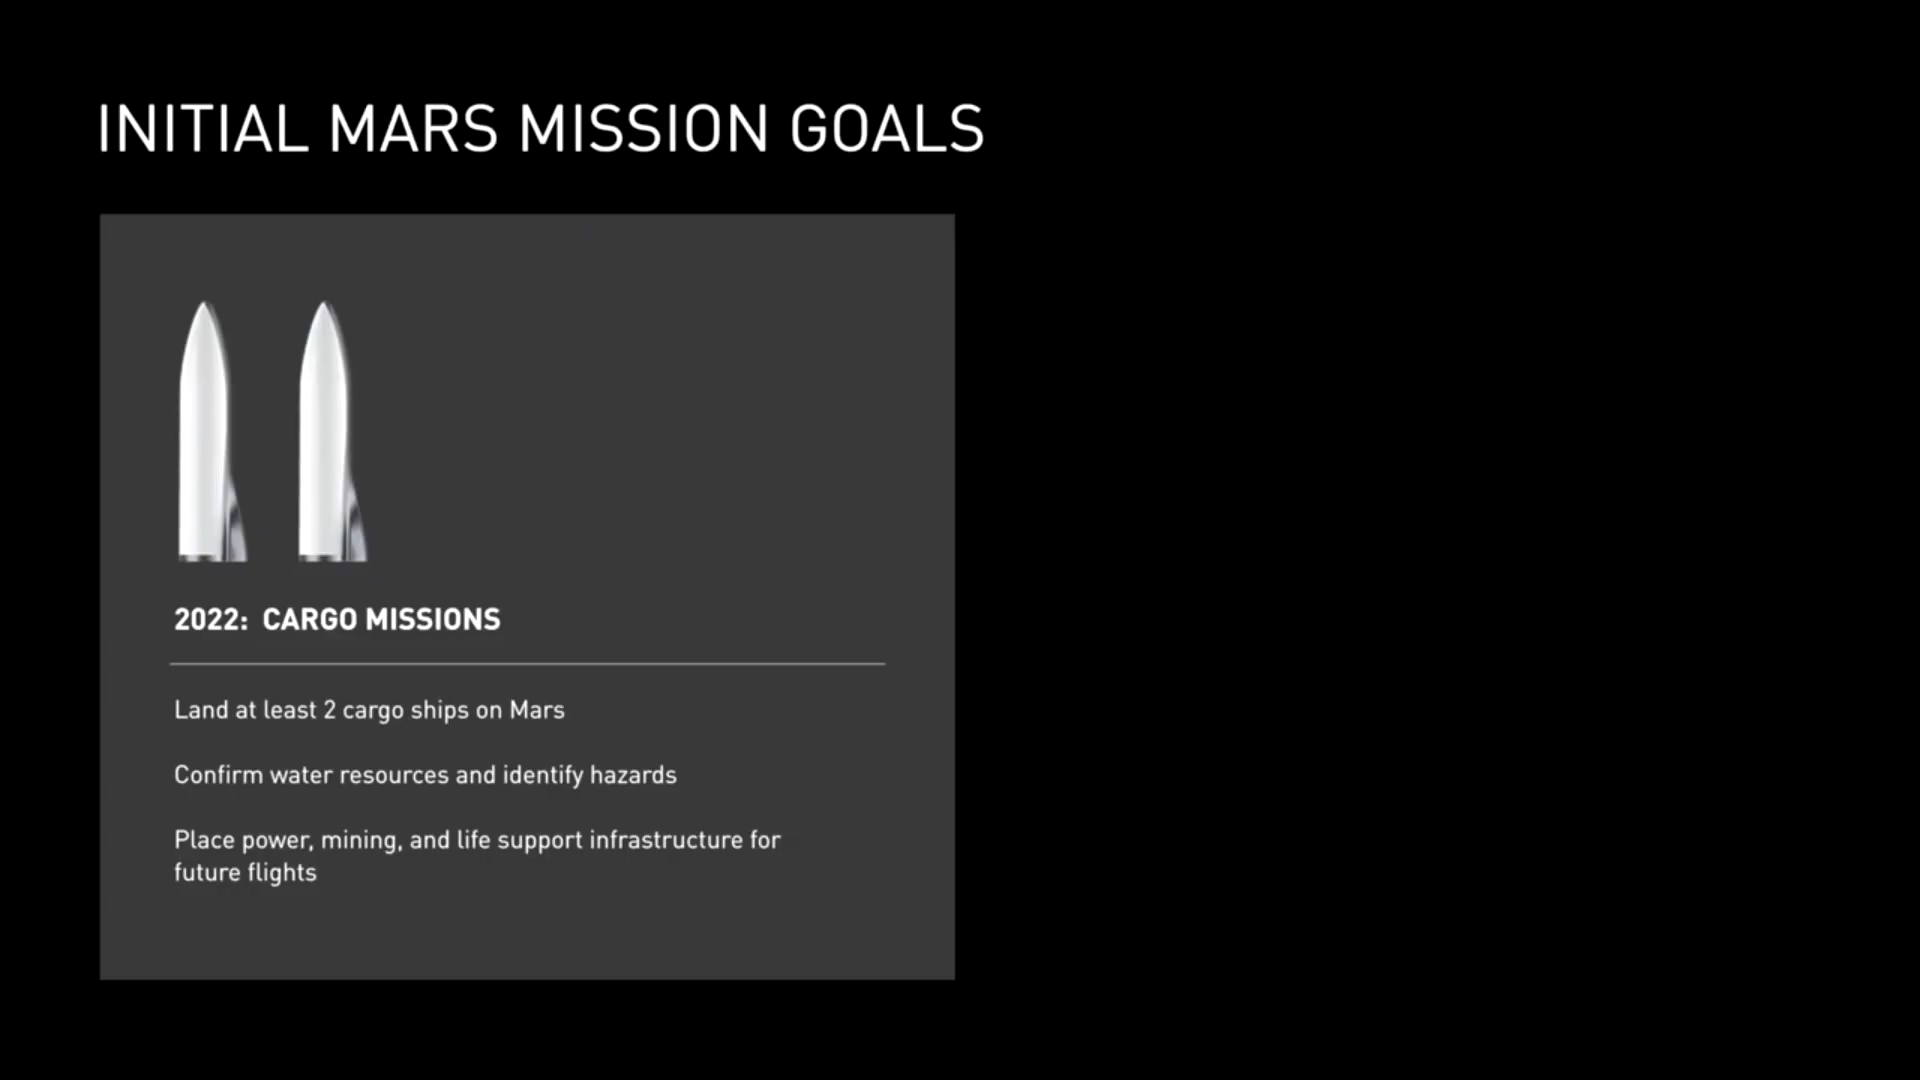 INITIAL MARS MISSION GOALS
2022: CARGO MISSIONS
Land at least 2 cargo ships on Mars
Confirm water resources and identify hazards
Place power, mining, and life support infrastructure for
future flights